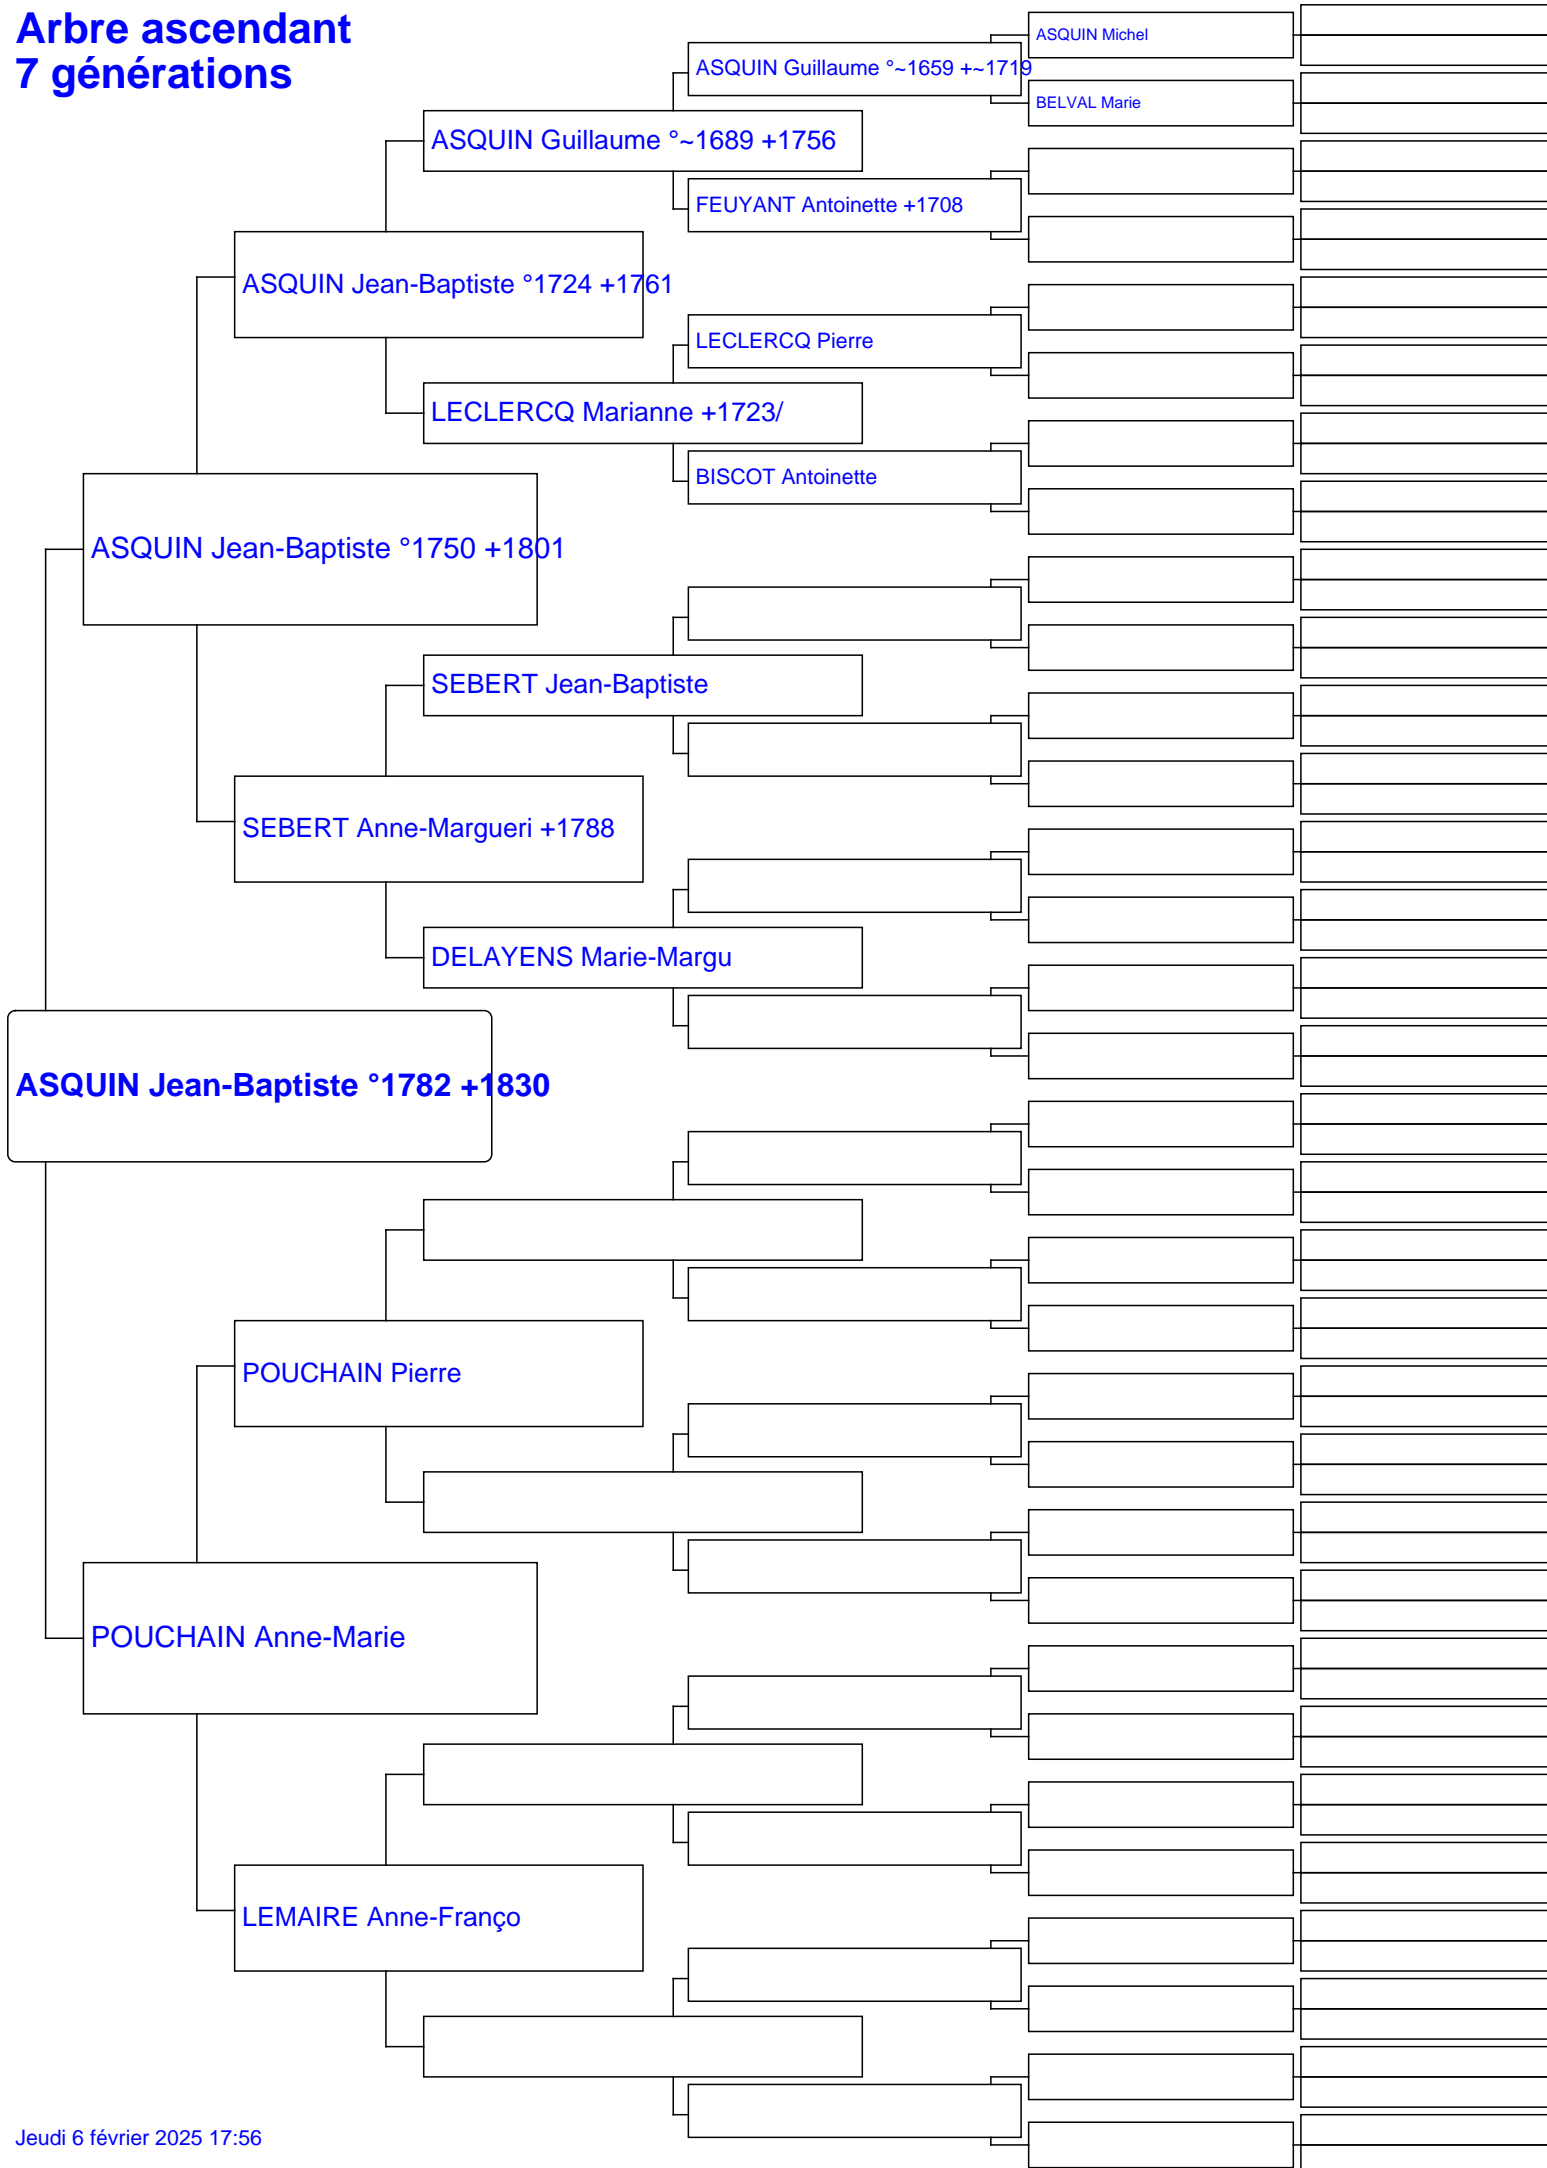 Arbre ascendant
7 générations
ASQUIN Michel
ASQUIN Guillaume °~1659 +~1719
BELVAL Marie
ASQUIN Guillaume °~1689 +1756
FEUYANT Antoinette +1708
ASQUIN Jean-Baptiste °1724 +1761
LECLERCQ Pierre
LECLERCQ Marianne +1723/
BISCOT Antoinette
ASQUIN Jean-Baptiste °1750 +1801
SEBERT Jean-Baptiste
SEBERT Anne-Margueri +1788
DELAYENS Marie-Margu
ASQUIN Jean-Baptiste °1782 +1830
POUCHAIN Pierre
POUCHAIN Anne-Marie
LEMAIRE Anne-Franço
Jeudi 6 février 2025 17:56